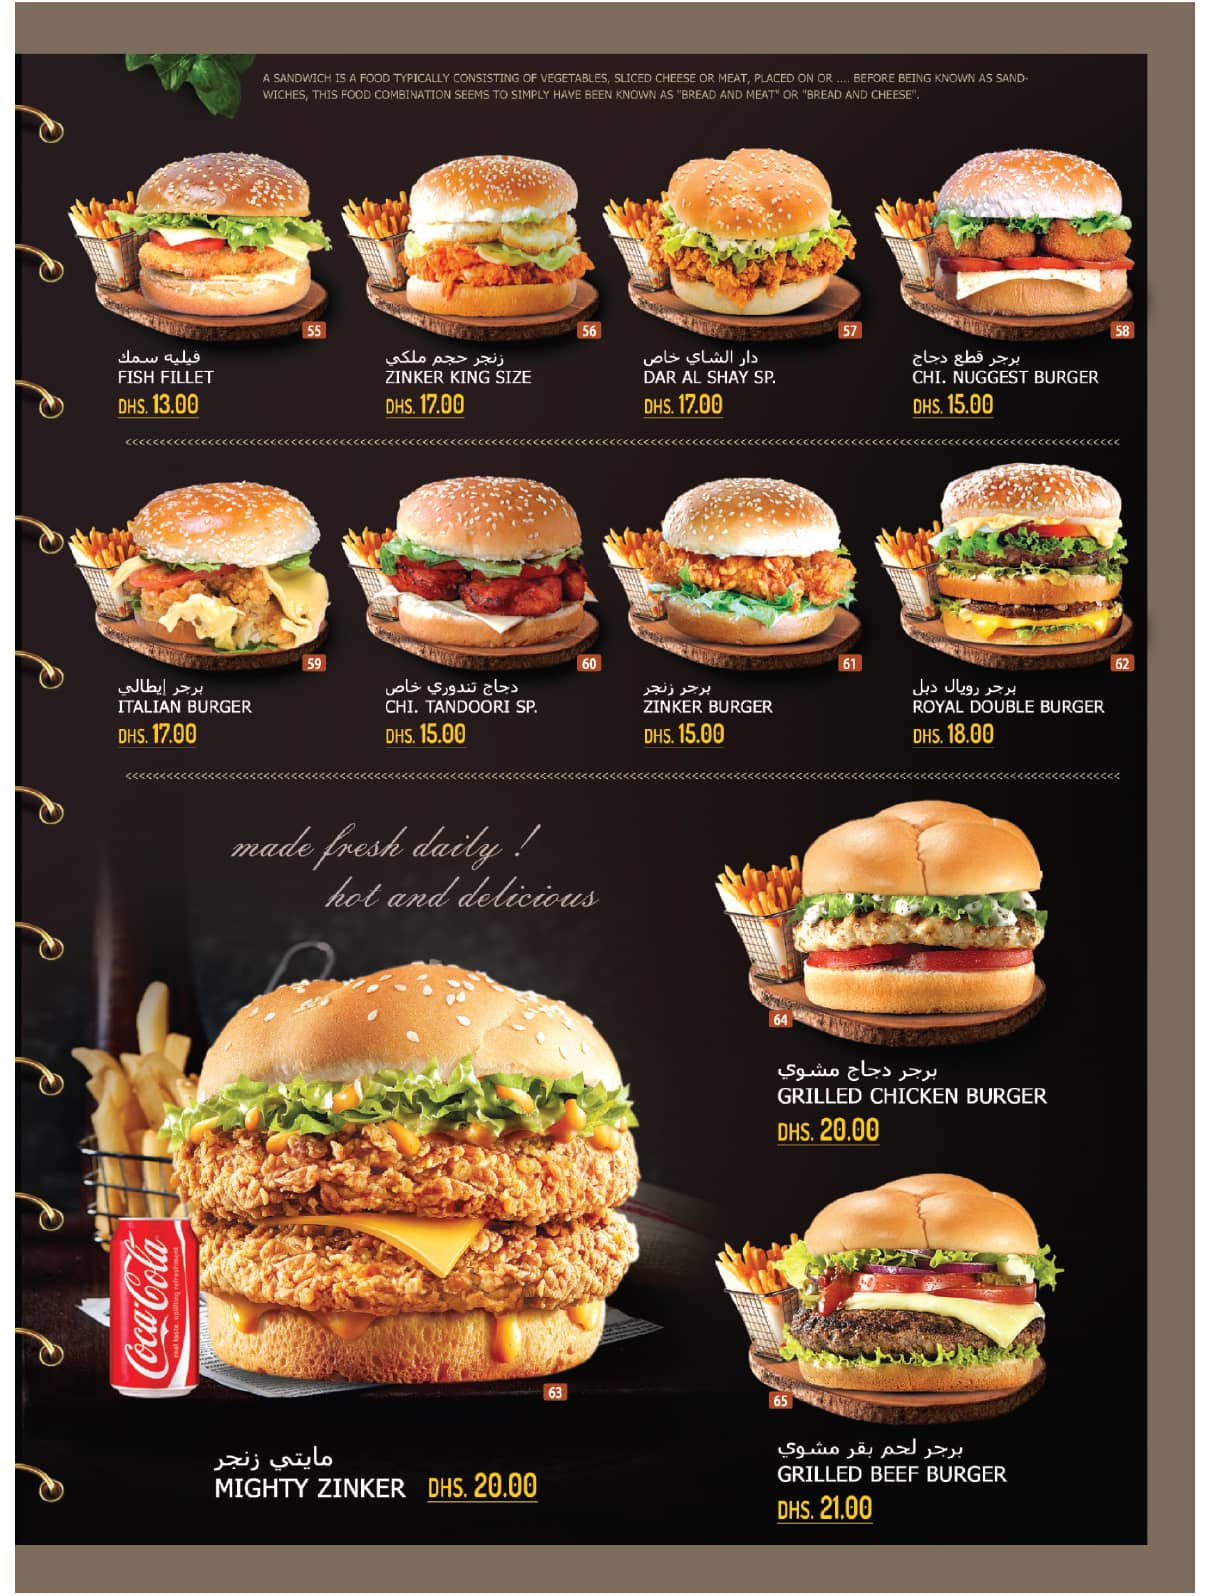 A SANDWICH IS A FOOD TYPICALLY CONSISTING OF VEGETABLES, SLICED CHEESE OR MEAT, PLACED ON OR .... BEFORE BEING KNOWN AS SAND-
WICHES, THIS FOOD COMBINATION SEEMS TO SIMPLY HAVE BEEN KNOWN AS "BREAD AND MEAT" OR "BREAD AND CHEESE".
55
فيليه سمك
FISH FILLET
DHS. 13.00
56
زنجر حجم ملكي
ZINKER KING SIZE
DHS. 17.00
57
دار الشاي خاص
DAR AL SHAY SP.
DHS. 17.00
58
برجر قطع دجاج
CHI. NUGGEST BURGER
DHS. 15.00
59
برجر إيطالي
ITALIAN BURGER
DHS. 17.00
60
دجاج تندوري خاص
CHI. TANDOORI SP.
DHS. 15.00
61
برجر زنجر
ZINKER BURGER
DHS. 15.00
62
برجر رويال دبل
ROYAL DOUBLE BURGER
DHS. 18.00
made fresh daily !
hot and delicious
Coca-Cola
real taste. uplifting refreshment.
63
مايتي زنجر
MIGHTY ZINKER DHS. 20.00
64
برجر دجاج مشوي
GRILLED CHICKEN BURGER
DHS. 20.00
65
برجر لحم بقر مشوي
GRILLED BEEF BURGER
DHS. 21.00